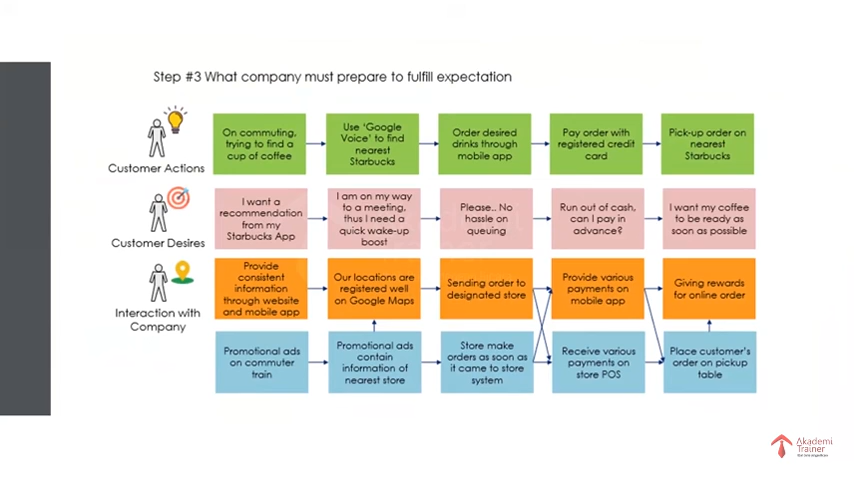 Step #3 What company must prepare to fulfill expectation
Customer Actions
On commuting,
trying to find a
cup of coffee
Use ‘Google
Voice’ to find
nearest
Starbucks
Order desired
drinks through
mobile app
Pay order with
registered credit
card
Pick-up order on
nearest
Starbucks
Customer Desires
I want a
recommendation
from my
Starbucks App
I am on my way
to a meeting,
thus I need a
quick wake-up
boost
Please.. No
hassle on
queuing
Run out of cash,
can I pay in
advance?
I want my coffee
to be ready as
soon as possible
Interaction with
Company
Provide
consistent
information
through website
and mobile app
Our locations are
registered well
on Google Maps
Sending order to
designated store
Provide various
payments on
mobile app
Giving rewards
for online order
Promotional ads
on commuter
train
Promotional ads
contain
information of
nearest store
Store make
orders as soon as
it came to store
system
Receive various
payments on
store POS
Place customer’s
order on pickup
table
Akademi
Trainer